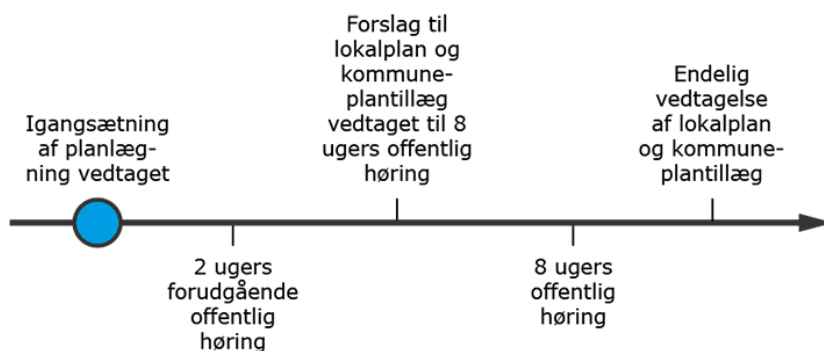 Igangsætning
af planlæg-
ning vedtaget
2 ugers
forudgående
offentlig
høring
Forslag til
lokalplan og
kommune-
plantillæg
vedtaget til 8
ugers offentlig
høring
8 ugers
offentlig
høring
Endelig
vedtagelse
af lokalplan
og kommune-
plantillæg